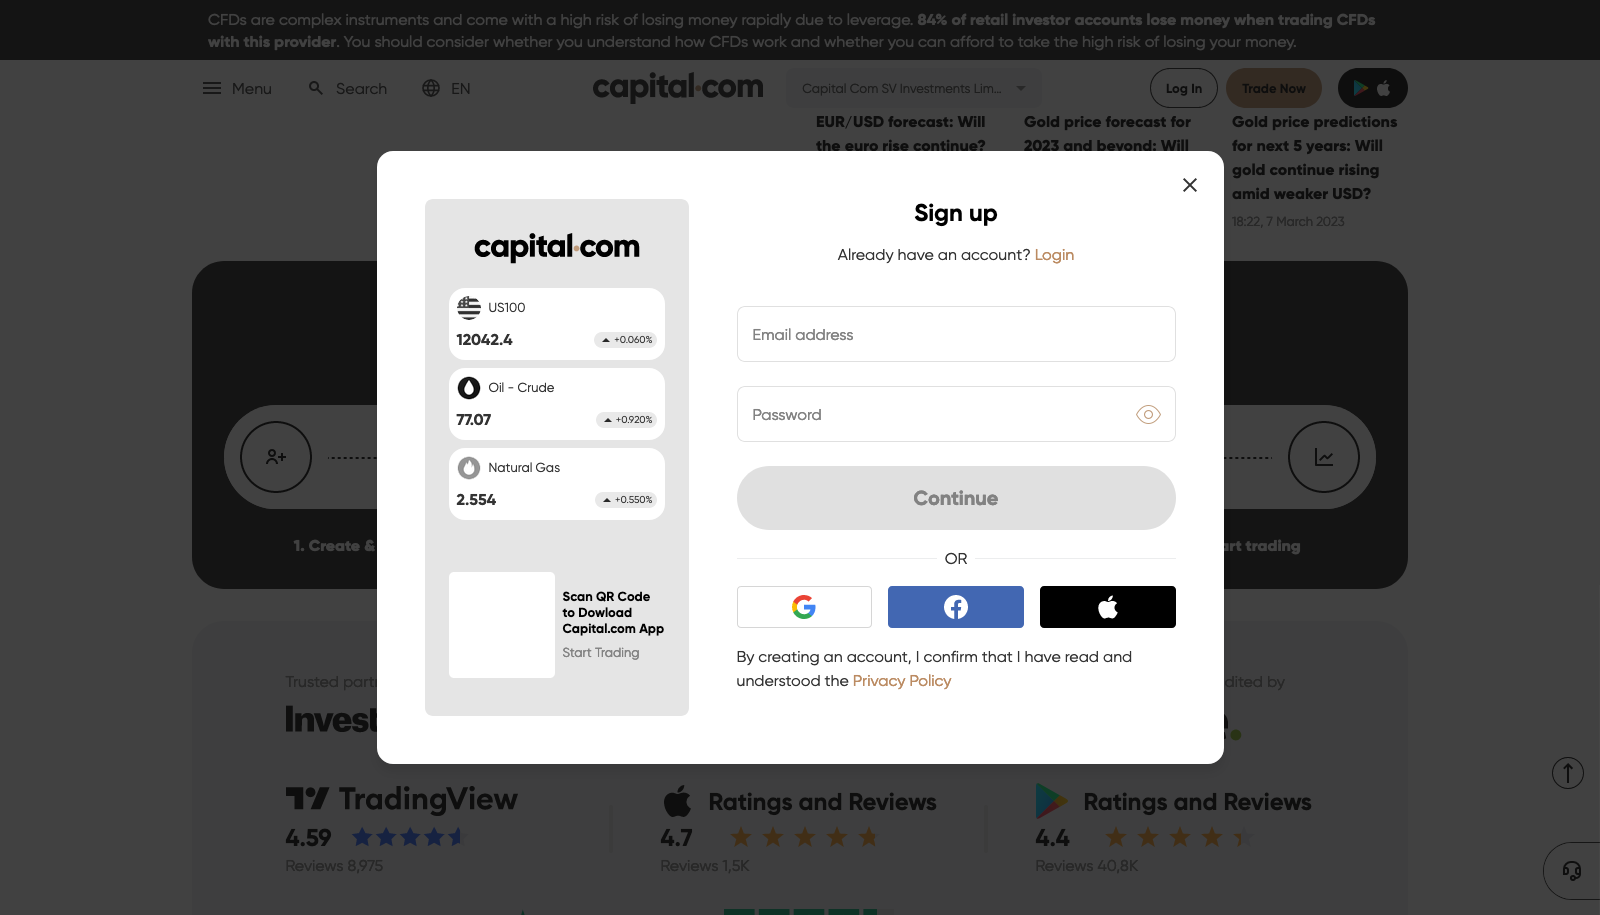 CFDs are complex instruments and come with a high risk of losing money rapidly due to leverage. 84% of retail investor accounts lose money when trading CFDs
with this provider. You should consider whether you understand how CFDs work and whether you can afford to take the high risk of losing your money.
Menu
Search
EN
capital.com
Capital Com SV Investments Lim...
Log In
Trade Now
EUR/USD forecast: Will
the euro rise continue?
Gold price forecast for
2023 and beyond: Will
Gold price predictions
for next 5 years: Will
gold continue rising
amid weaker USD?
18:22, 7 March 2023
capital.com
US100
12042.4
+0.060%
Oil - Crude
77.07
+0.920%
Natural Gas
2.554
+0.550%
Scan QR Code
to Dowload
Capital.com App
Start Trading
Sign up
Already have an account? Login
Email address
Password
Continue
OR
By creating an account, I confirm that I have read and
understood the Privacy Policy
1. Create &
art trading
Trusted part
dited by
Invest
e.
TradingView
4.59
Reviews 8,975
Ratings and Reviews
4.7
Reviews 1,5K
Ratings and Reviews
4.4
Reviews 40,8K